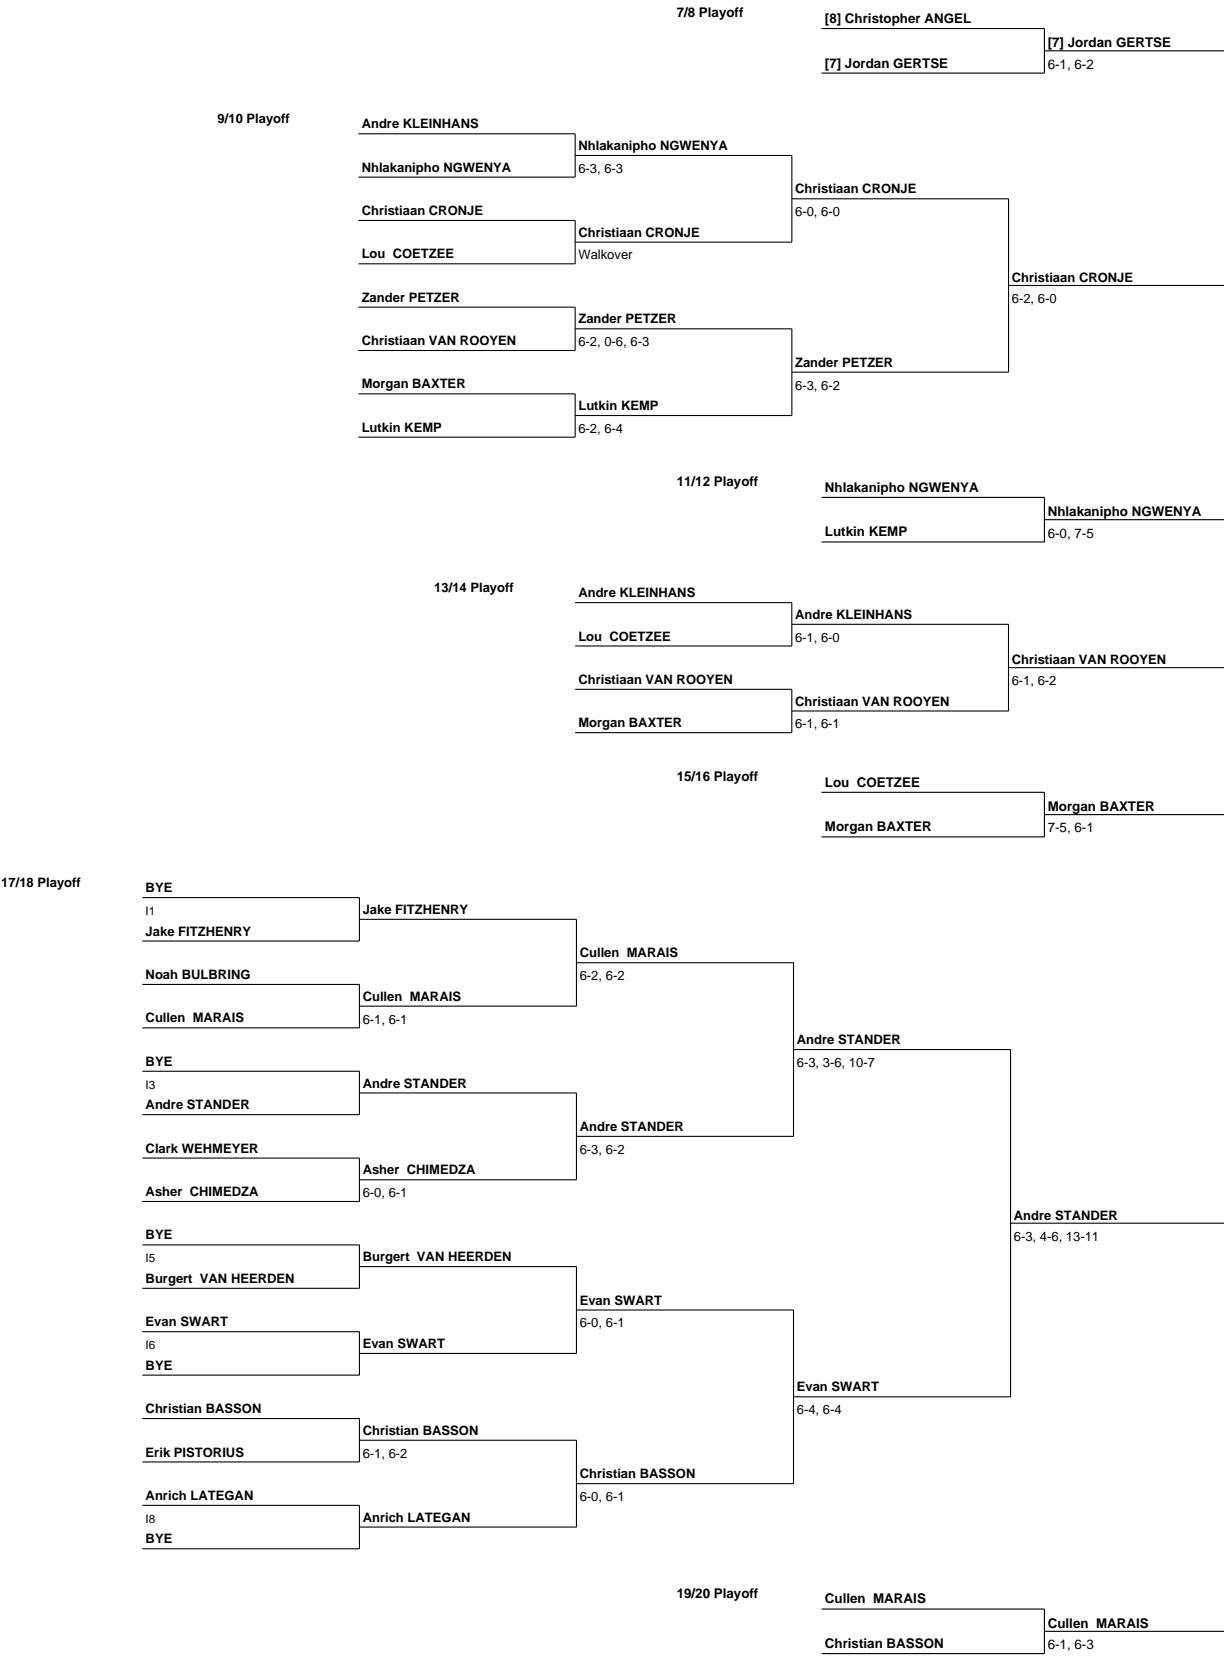 7/8 Playoff
[8] Christopher ANGEL
[7] Jordan GERTSE
[7] Jordan GERTSE
6-1, 6-2
9/10 Playoff
Andre KLEINHANS
Nhlakanipho NGWENYA
Nhlakanipho NGWENYA
6-3, 6-3
Christiaan CRONJE
6-0, 6-0
Christiaan CRONJE
Christiaan CRONJE
Lou  COETZEE
Walkover
Christiaan CRONJE
6-2, 6-0
Zander PETZER
Zander PETZER
Christiaan VAN ROOYEN
6-2, 0-6, 6-3
Zander PETZER
6-3, 6-2
Morgan BAXTER
Lutkin KEMP
Lutkin KEMP
6-2, 6-4
11/12 Playoff
Nhlakanipho NGWENYA
Nhlakanipho NGWENYA
Lutkin KEMP
6-0, 7-5
13/14 Playoff
Andre KLEINHANS
Andre KLEINHANS
Lou  COETZEE
6-1, 6-0
Christiaan VAN ROOYEN
6-1, 6-2
Christiaan VAN ROOYEN
Christiaan VAN ROOYEN
Morgan BAXTER
6-1, 6-1
15/16 Playoff
Lou  COETZEE
Morgan BAXTER
Morgan BAXTER
7-5, 6-1
17/18 Playoff
BYE
I1
Jake FITZHENRY
Jake FITZHENRY
Cullen  MARAIS
6-2, 6-2
Noah BULBRING
Cullen  MARAIS
Cullen  MARAIS
6-1, 6-1
Andre STANDER
6-3, 3-6, 10-7
BYE
I3
Andre STANDER
Andre STANDER
Andre STANDER
6-3, 6-2
Clark WEHMEYER
Asher  CHIMEDZA
Asher  CHIMEDZA
6-0, 6-1
Andre STANDER
6-3, 4-6, 13-11
BYE
I5
Burgert  VAN HEERDEN
Burgert  VAN HEERDEN
Evan SWART
6-0, 6-1
Evan SWART
I6
Evan SWART
BYE
Evan SWART
6-4, 6-4
Christian BASSON
Christian BASSON
Erik PISTORIUS
6-1, 6-2
Christian BASSON
6-0, 6-1
Anrich LATEGAN
I8
Anrich LATEGAN
BYE
19/20 Playoff
Cullen  MARAIS
Cullen  MARAIS
Christian BASSON
6-1, 6-3